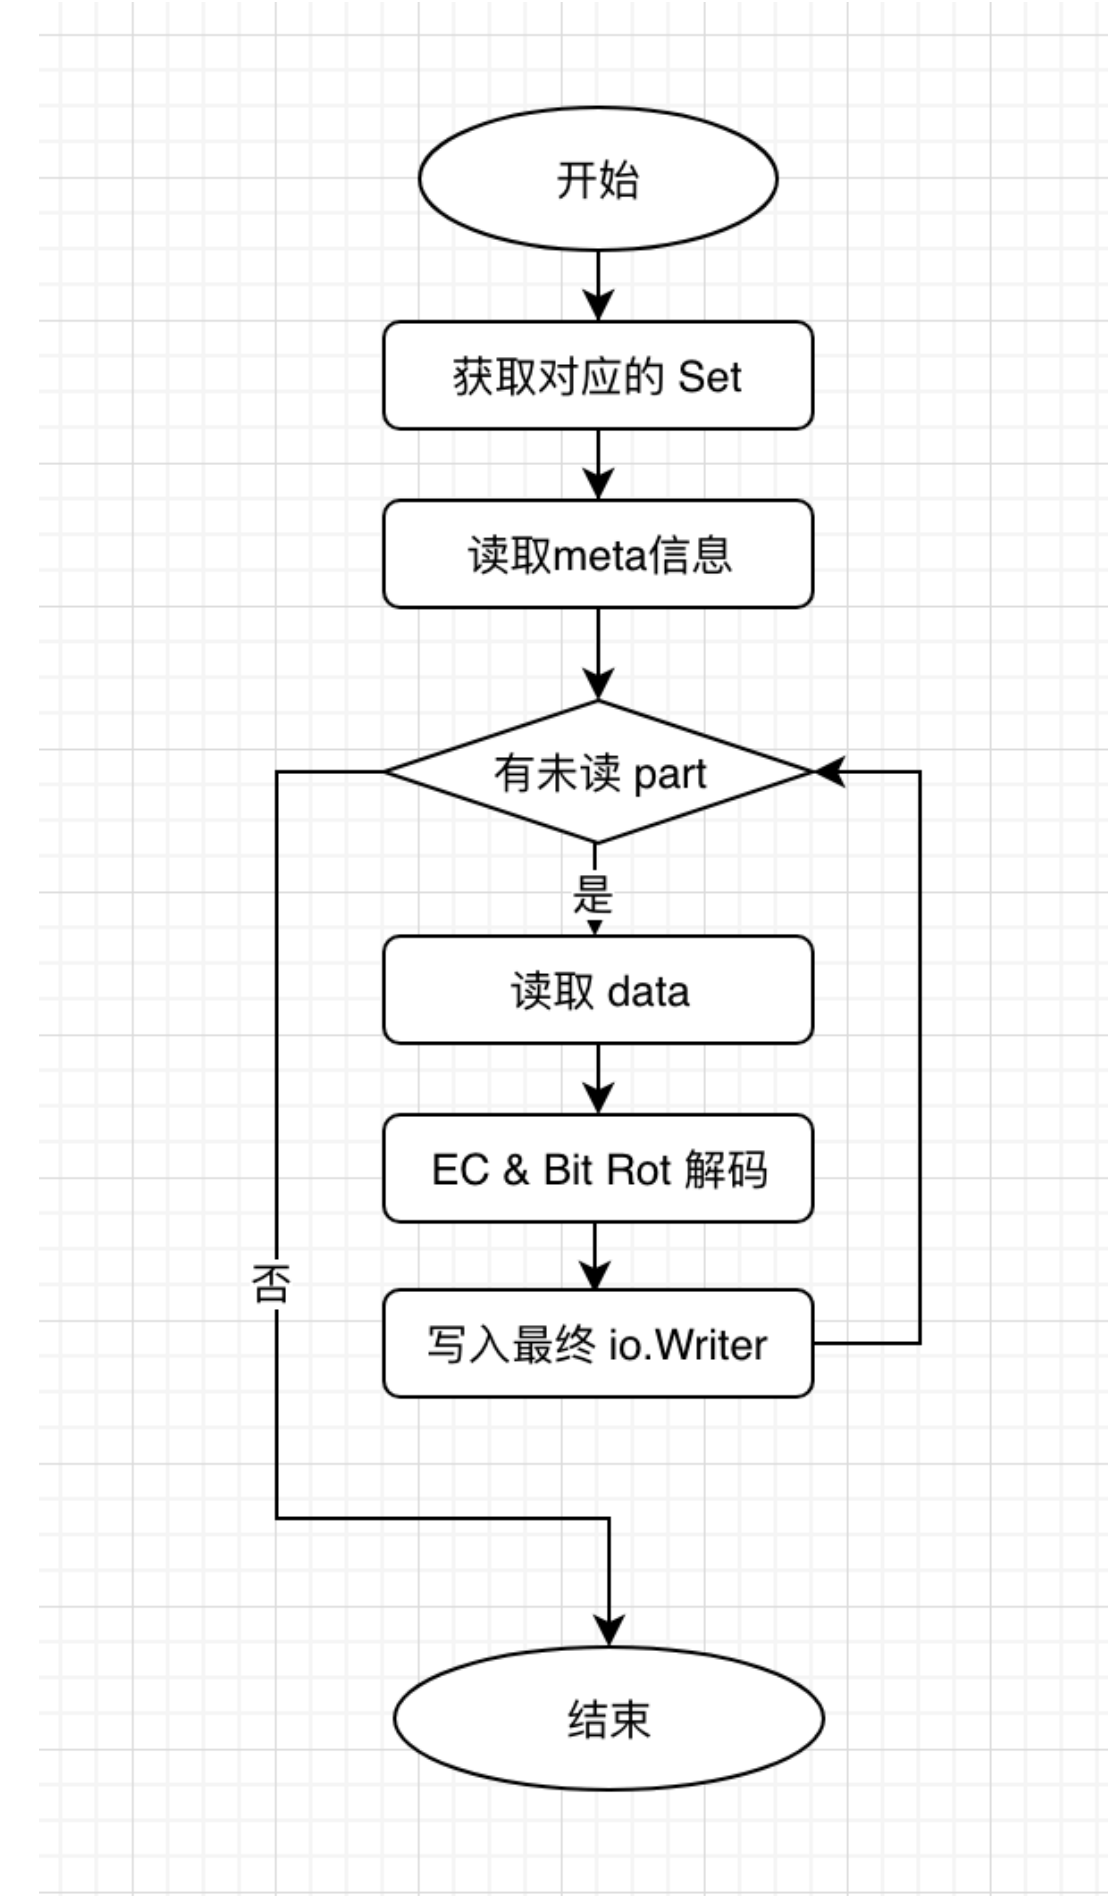 开始
获取对应的 Set
读取meta信息
有未读 part
是
读取 data
EC & Bit Rot 解码
否
写入最终 io.Writer
结束